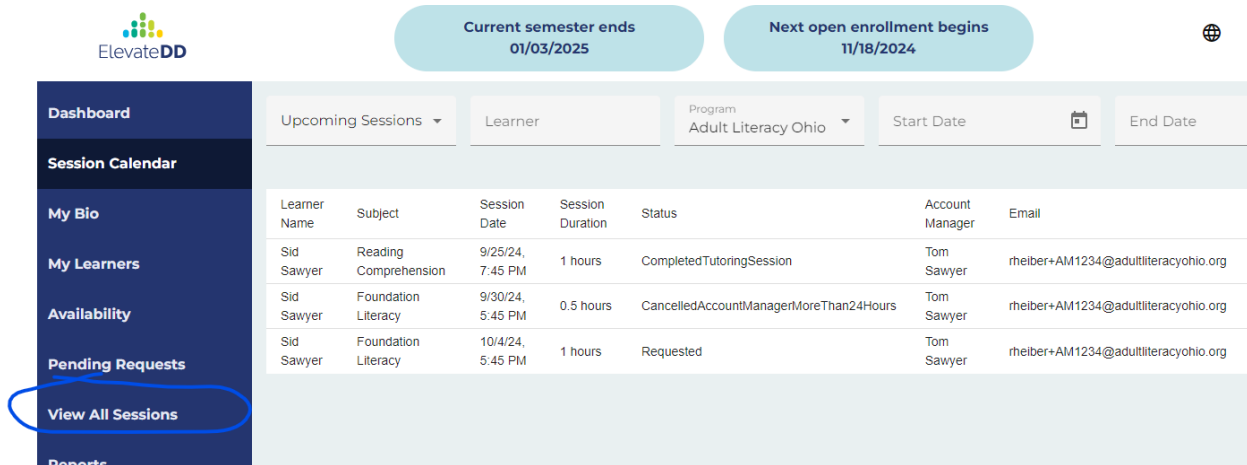 ElevateDD
Current semester ends
01/03/2025
Next open enrollment begins
11/18/2024
Dashboard
Session Calendar
My Bio
My Learners
Availability
Pending Requests
View All Sessions
Reports
Upcoming Sessions
Learner
Program
Adult Literacy Ohio
Start Date
End Date
Learner Name
Subject
Session Date
Session Duration
Status
Account Manager
Email
Sid Sawyer
Reading Comprehension
9/25/24, 7:45 PM
1 hours
CompletedTutoringSession
Tom Sawyer
rheiber+AM1234@adultliteracyohio.org
Sid Sawyer
Foundation Literacy
9/30/24, 5:45 PM
0.5 hours
CancelledAccountManagerMoreThan24Hours
Tom Sawyer
rheiber+AM1234@adultliteracyohio.org
Sid Sawyer
Foundation Literacy
10/4/24, 5:45 PM
1 hours
Requested
Tom Sawyer
rheiber+AM1234@adultliteracyohio.org